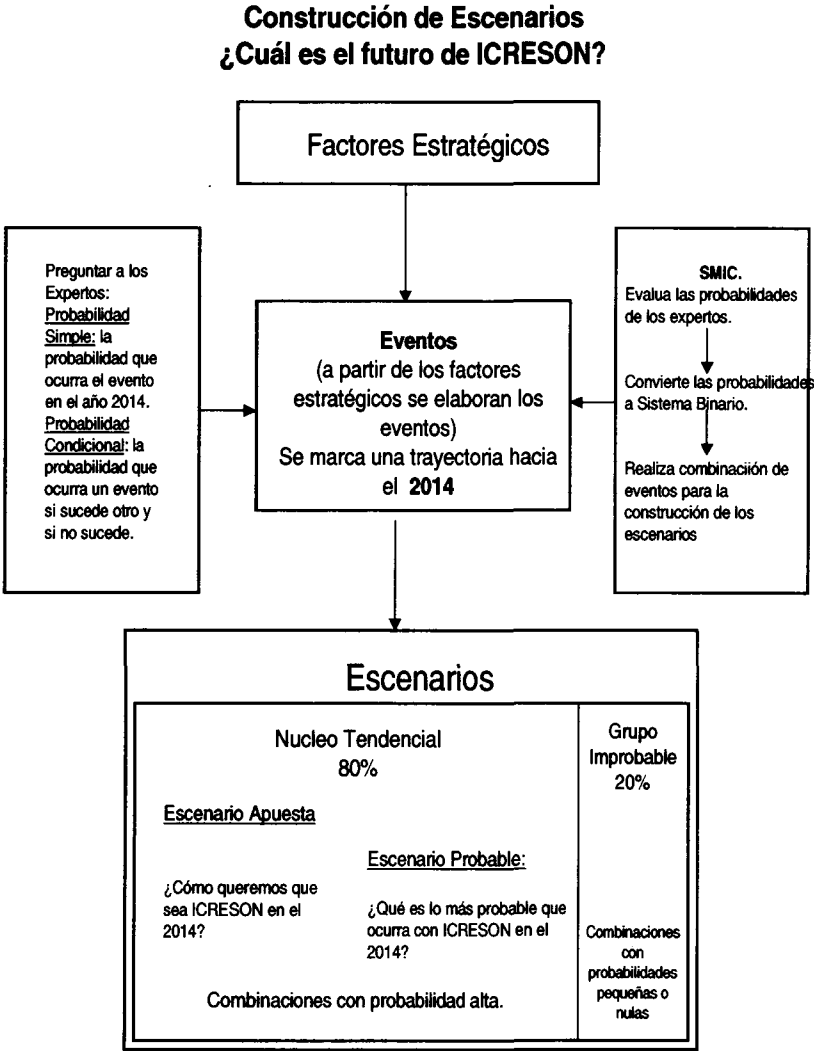 Construcción de Escenarios
¿Cuál es el futuro de ICRESON?
Factores Estratégicos
Preguntar a los
Expertos:
Probabilidad
Simple: la
probabilidad que
ocurra el evento
en el año 2014.
Probabilidad
Condicional: la
probabilidad que
ocurra un evento
si sucede otro y
si no sucede.
Eventos
(a partir de los factores
estratégicos se elaboran los
eventos)
Se marca una trayectoria hacia
el 2014
SMIC.
Evalua las probabilidades
de los expertos.
Convierte las probabilidades
a Sistema Binario.
Realiza combinaciión de
eventos para la
construcción de los
escenarios
Escenarios
Nucleo Tendencial
80%
Escenario Apuesta
¿Cómo queremos que
sea ICRESON en el
2014?
Escenario Probable:
¿Qué es lo más probable que
ocurra con ICRESON en el
2014?
Combinaciones con probabilidad alta.
Grupo
Improbable
20%
Combinaciones
con
probabilidades
pequeñas o
nulas